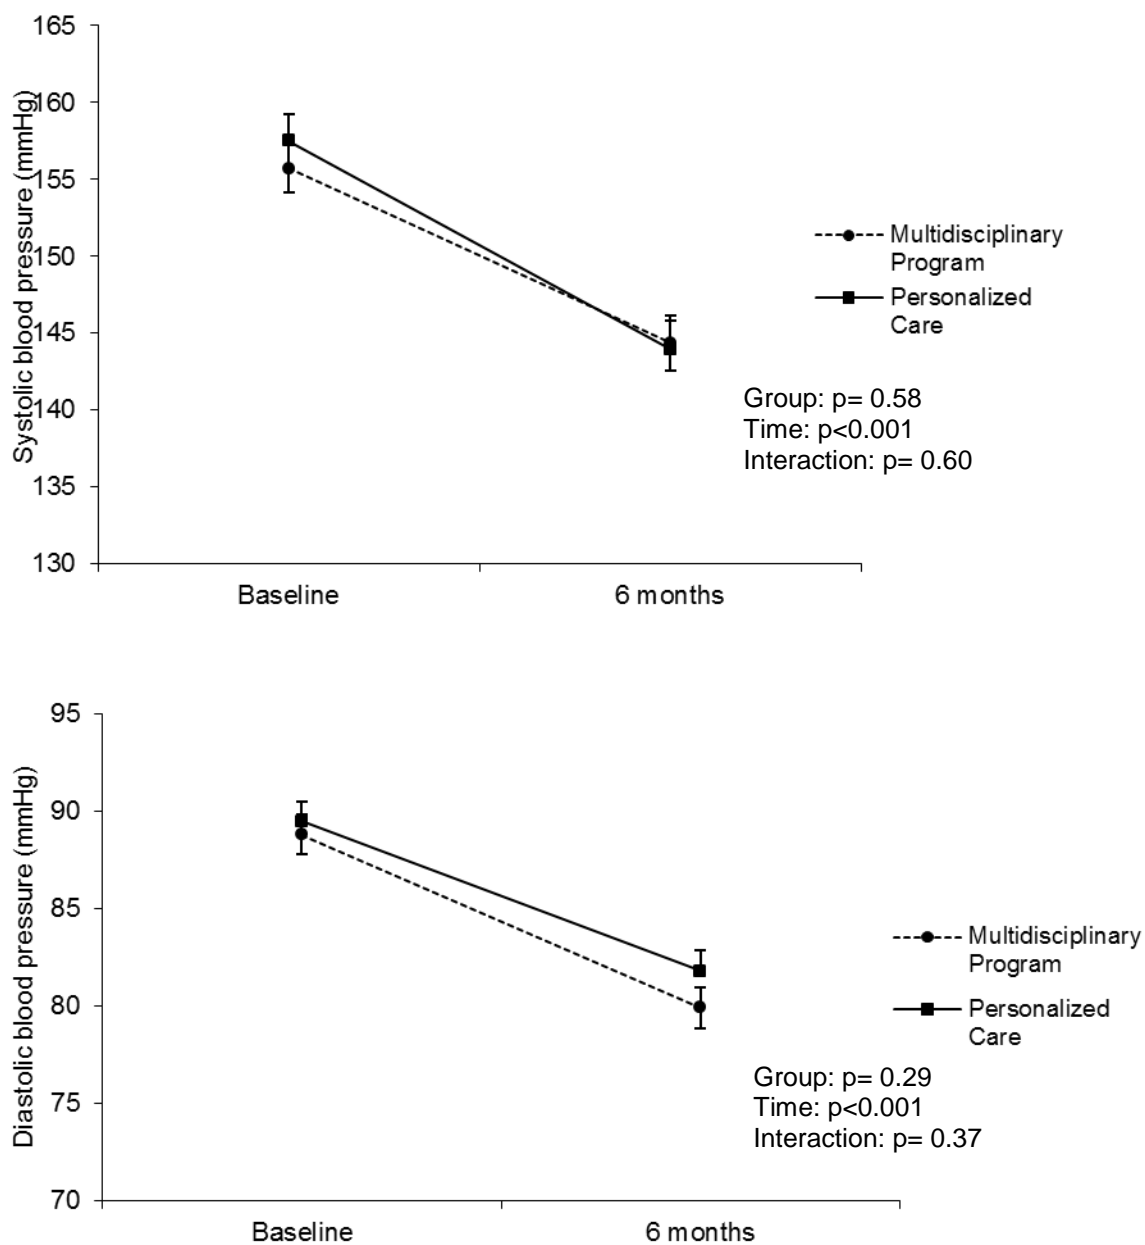 Systolic blood pressure (mmHg)
165
160
155
150
145
140
135
130
Baseline
6 months
Multidisciplinary
Program
Personalized
Care
Group: p= 0.58
Time: p<0.001
Interaction: p= 0.60
Diastolic blood pressure (mmHg)
95
90
85
80
75
70
Baseline
6 months
Multidisciplinary
Program
Personalized
Care
Group: p= 0.29
Time: p<0.001
Interaction: p= 0.37